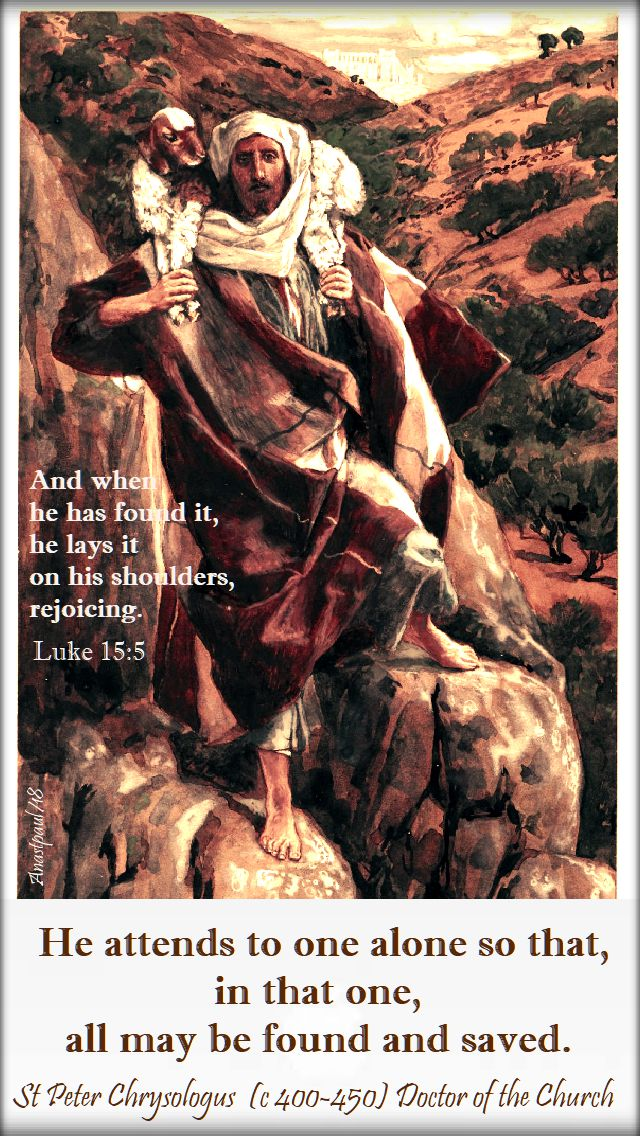 And when
he has found it,
he lays it
on his shoulders,
rejoicing.
Luke 15:5
Anastpaul/18
He attends to one alone so that,
in that one,
all may be found and saved.
St Peter Chrysologus (c 400-450) Doctor of the Church